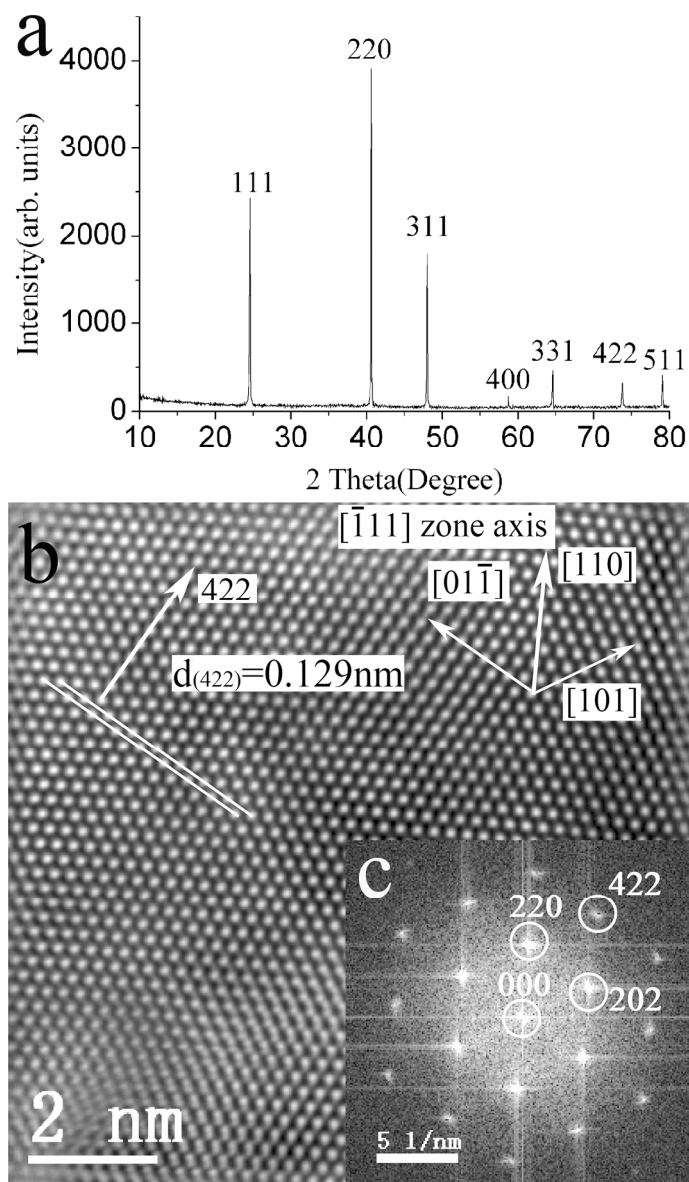 a
Intensity(arb. units)
4000
3000
2000
1000
0
111
220
311
400
331
422
511
10 20 30 40 50 60 70 80
2 Theta(Degree)
b
[1̄11] zone axis
[011̄]
[110]
422
d(422)=0.129nm
[101]
c
422
220
000
202
2 nm
5 1/nm